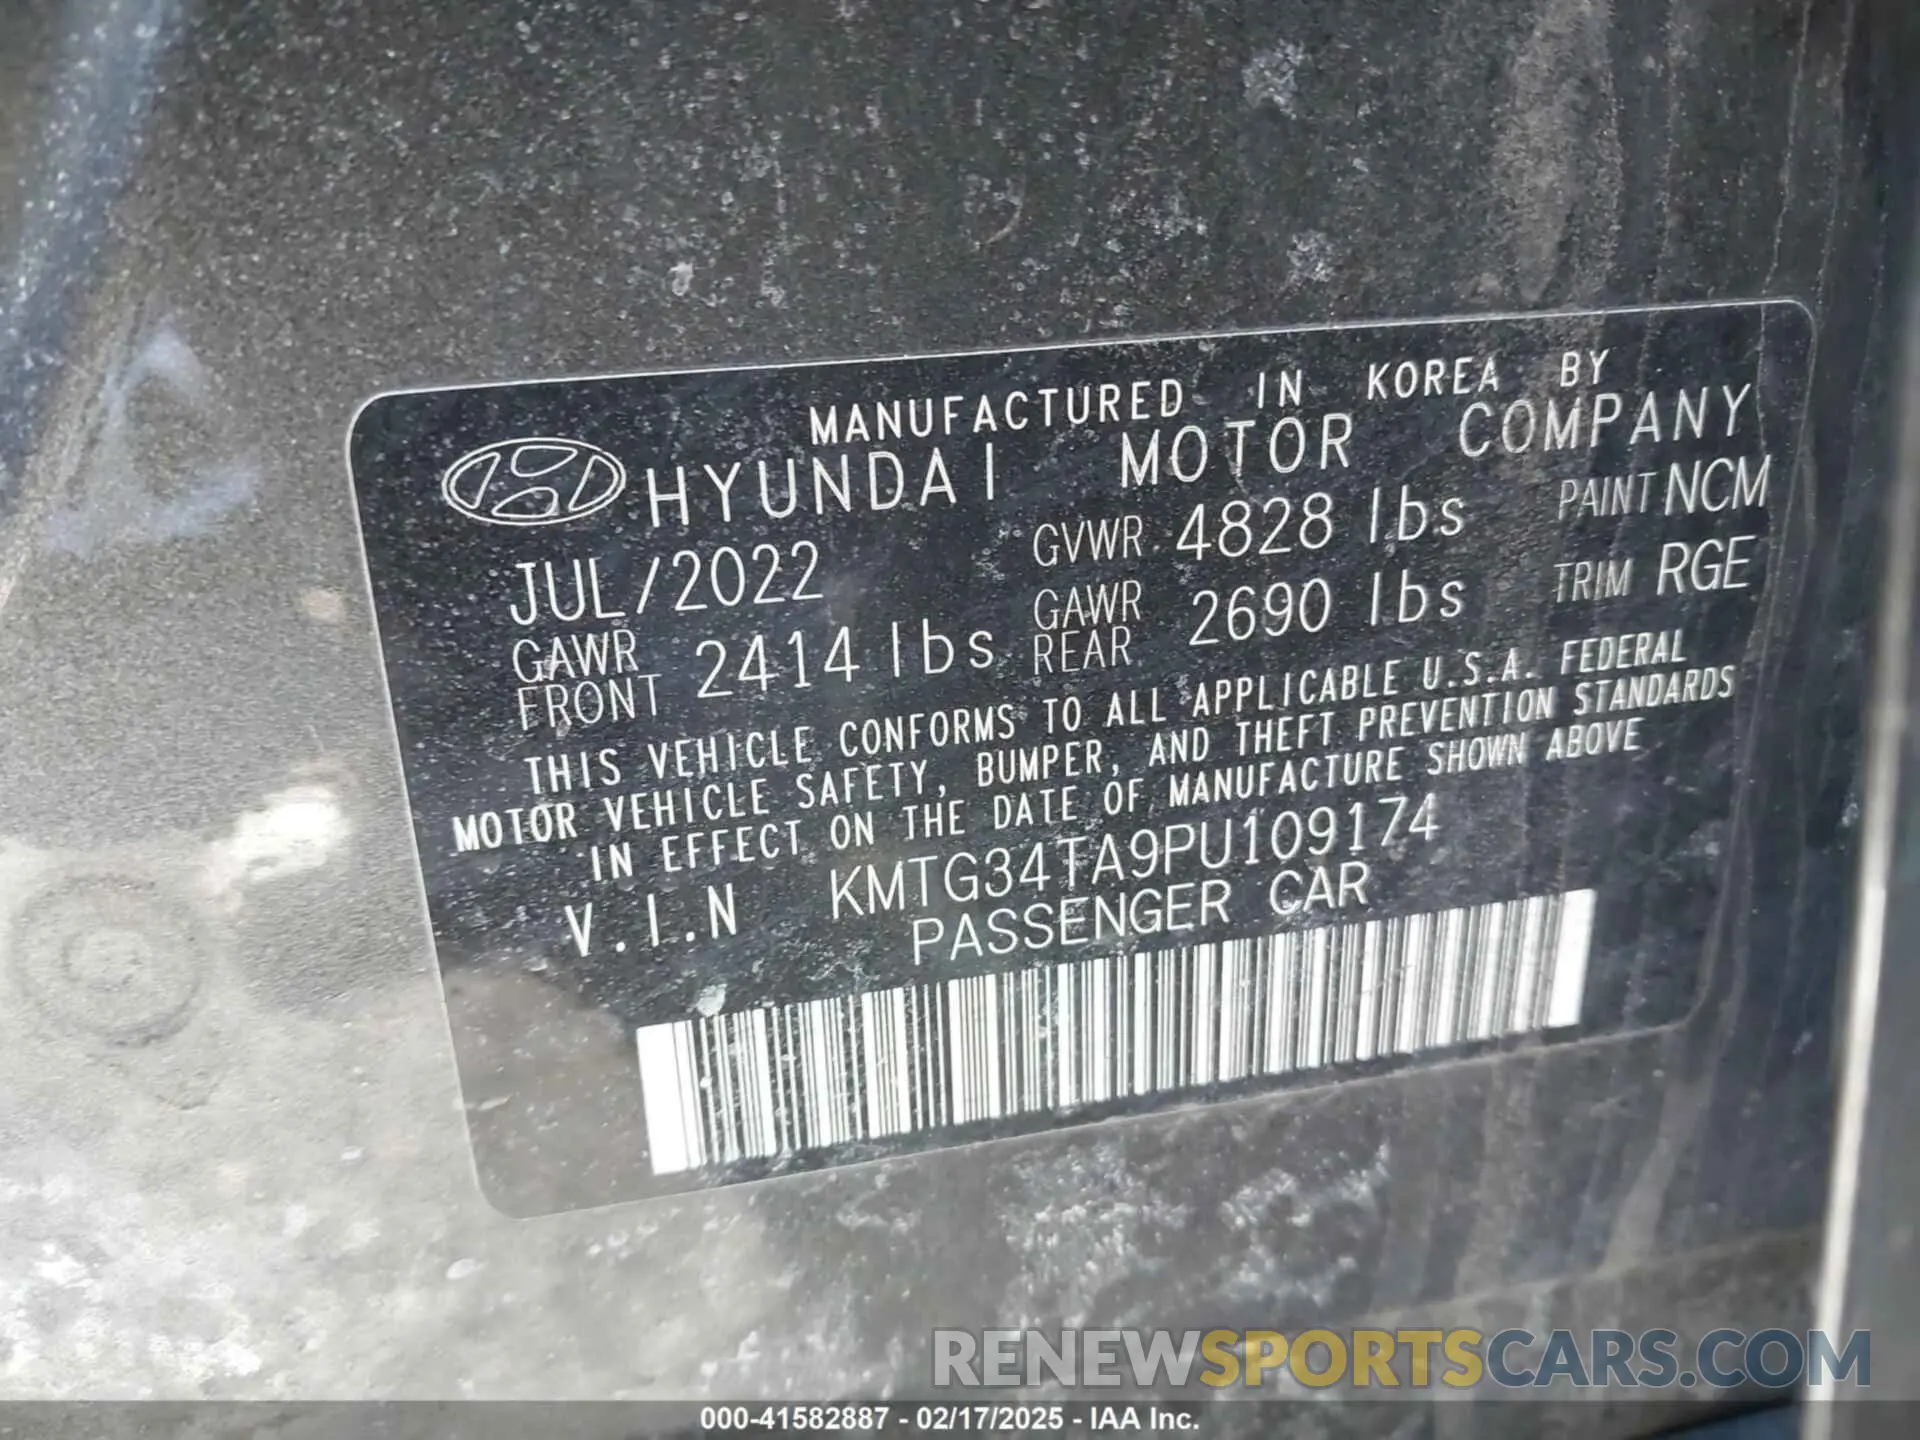 MANUFACTURED IN KOREA BY
HYUNDAI MOTOR COMPANY
JUL/2022 GVWR 4828 lbs PAINT NCM
GAWR FRONT 2414 lbs GAWR REAR 2690 lbs TRIM RGE
THIS VEHICLE CONFORMS TO ALL APPLICABLE U.S.A. FEDERAL
MOTOR VEHICLE SAFETY, BUMPER, AND THEFT PREVENTION STANDARDS
IN EFFECT ON THE DATE OF MANUFACTURE SHOWN ABOVE
V.I.N KMTG34TA9PU109174
PASSENGER CAR
RENEWSPORTSCARS.COM
000-41582887 - 02/17/2025 - IAA Inc.